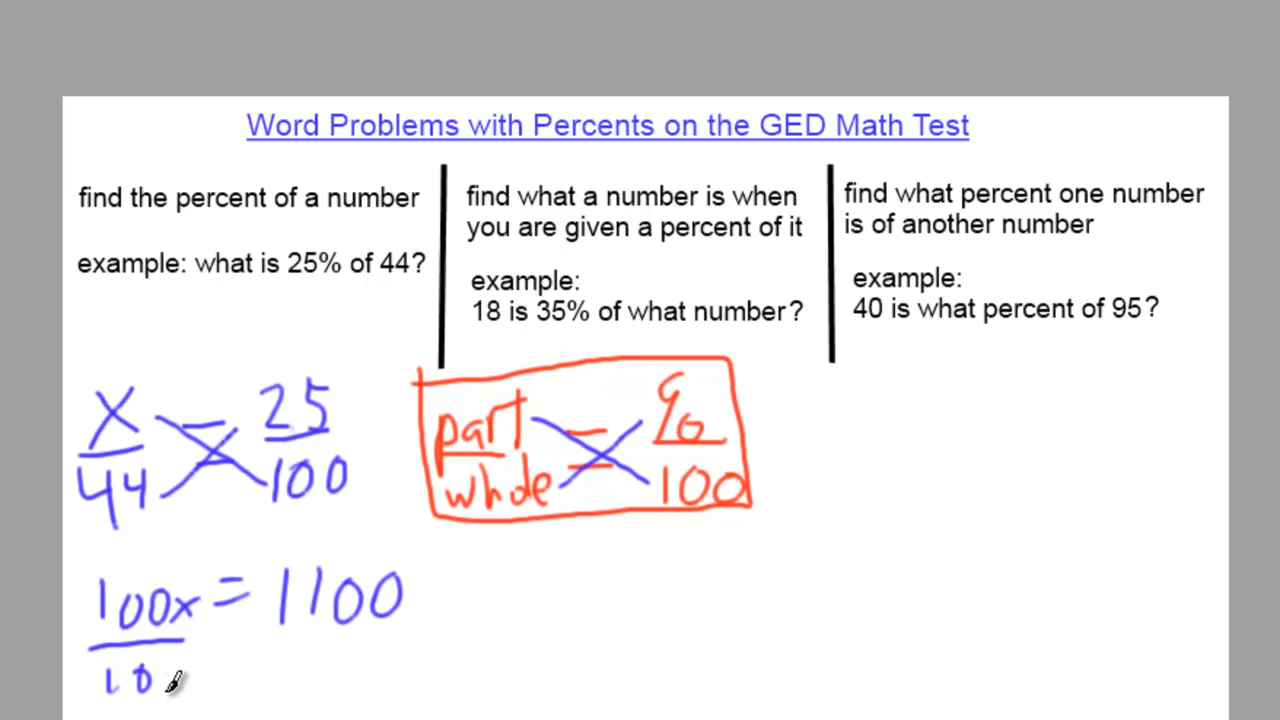 Word Problems with Percents on the GED Math Test
find the percent of a number
example: what is 25% of 44?
find what a number is when
you are given a percent of it
example:
18 is 35% of what number?
find what percent one number
is of another number
example:
40 is what percent of 95?
x = 25
44 100
part = %
whole 100
100x = 1100
10